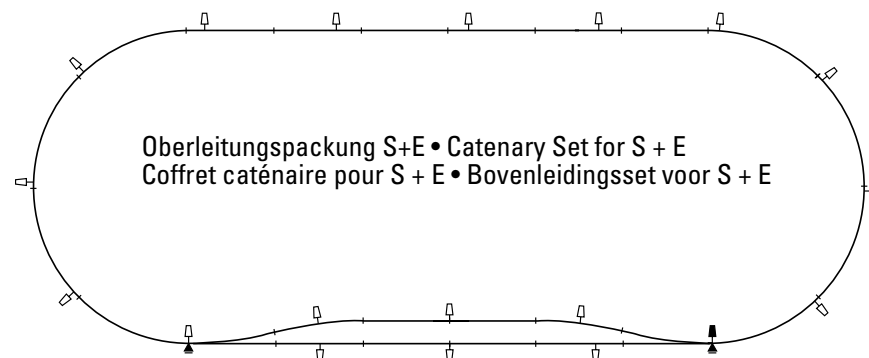 Oberleitungspackung S+E • Catenary Set for S + E
Coffret caténaire pour S + E • Bovenleidingsset voor S + E